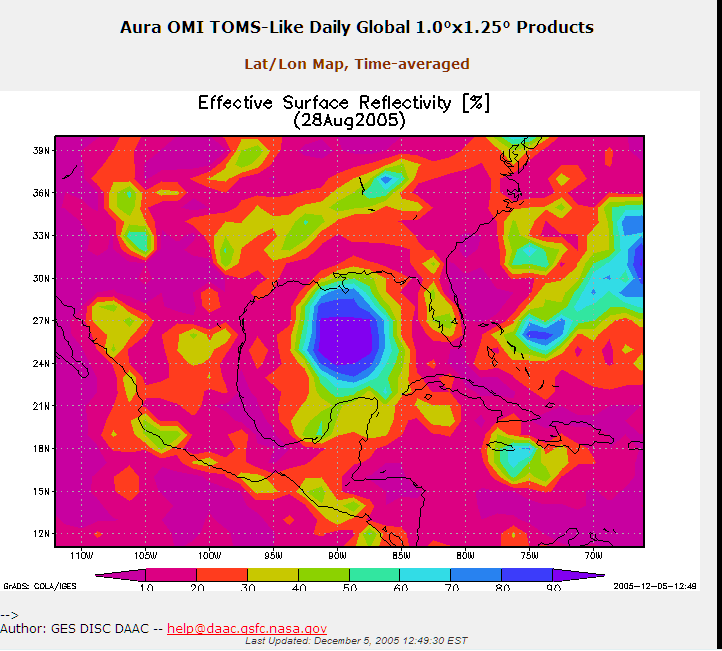 Aura OMI TOMS-Like Daily Global 1.0°x1.25° Products
Lat/Lon Map, Time-averaged
Effective Surface Reflectivity [%]
(28Aug2005)
39N
36N
33N
30N
27N
24N
21N
18N
15N
12N
110W 105W 100W 95W 90W 85W 80W 75W 70W
GrADS: COLA/IGES 2005-12-05-12:49
10 20 30 40 50 60 70 80 90
-->
Author: GES DISC DAAC -- help@daac.gsfc.nasa.gov
Last Updated: December 5, 2005 12:49:30 EST